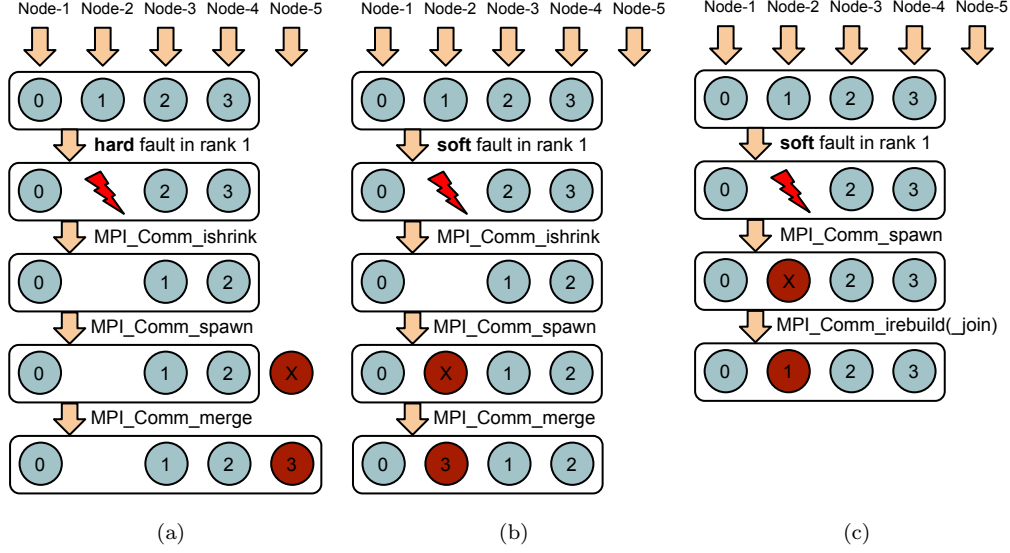 Node-1 Node-2 Node-3 Node-4 Node-5
0 1 2 3
hard fault in rank 1
0 2 3
MPI_Comm_ishrink
0 1 2
MPI_Comm_spawn
0 1 2 X
MPI_Comm_merge
0 1 2 3
(a)
Node-1 Node-2 Node-3 Node-4 Node-5
0 1 2 3
soft fault in rank 1
0 2 3
MPI_Comm_ishrink
0 1 2
MPI_Comm_spawn
0 X 1 2
MPI_Comm_merge
0 3 1 2
(b)
Node-1 Node-2 Node-3 Node-4 Node-5
0 1 2 3
soft fault in rank 1
0 2 3
MPI_Comm_spawn
0 X 2 3
MPI_Comm_irebuild(_join)
0 1 2 3
(c)